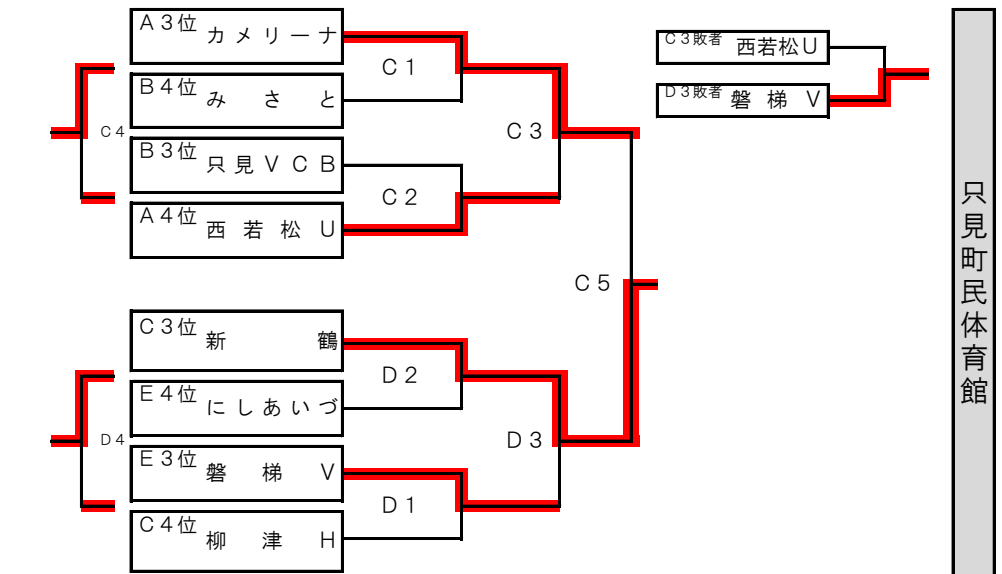 A3位 カメリーナ
B4位 みさと
B3位 只見VCB
A4位 西若松U
C1
C2
C3
C4
C5
C3位 新鶴
E4位 にしあいづ
E3位 磐梯V
C4位 柳津H
D2
D1
D3
D4
C3敗者 西若松U
D3敗者 磐梯V
只見町民体育館